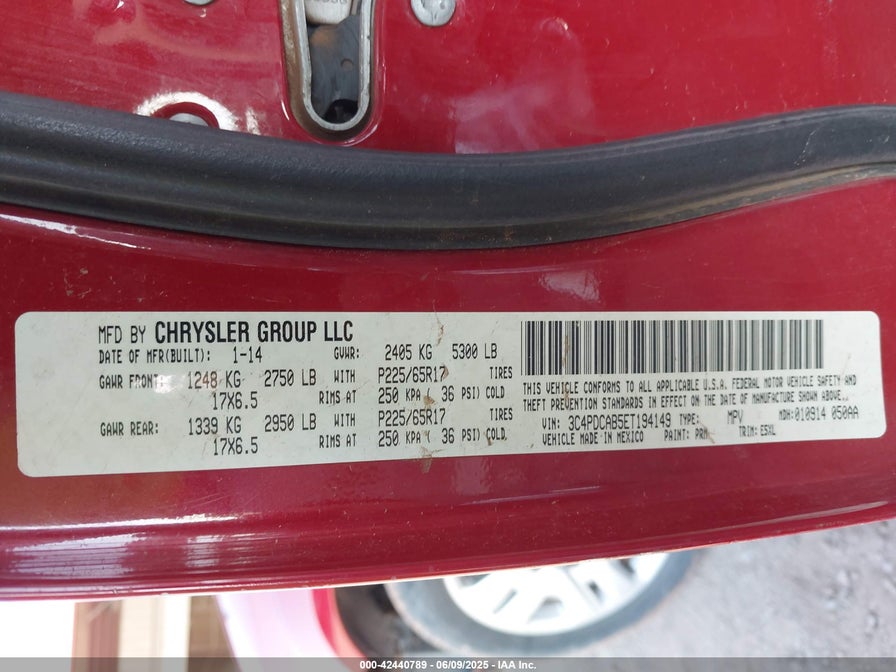 MFD BY CHRYSLER GROUP LLC
DATE OF MFR(BUILT): 1-14 GVWR: 2405 KG 5300 LB
GAWR FRONT: 1248 KG 2750 LB WITH P225/65R17 TIRES
17X6.5 RIMS AT 250 KPA ( 36 PSI) COLD
GAWR REAR: 1339 KG 2950 LB WITH P225/65R17 TIRES
17X6.5 RIMS AT 250 KPA ( 36 PSI) COLD
THIS VEHICLE CONFORMS TO ALL APPLICABLE U.S.A. FEDERAL MOTOR VEHICLE SAFETY AND
THEFT PREVENTION STANDARDS IN EFFECT ON THE DATE OF MANUFACTURE SHOWN ABOVE.
VIN: 3C4PDCAB5ET194149 TYPE: MPV MDH: 010914 050AA
VEHICLE MADE IN MEXICO PAINT: PRM TRIM: E5XL
000-42440789 - 06/09/2025 - IAA Inc.